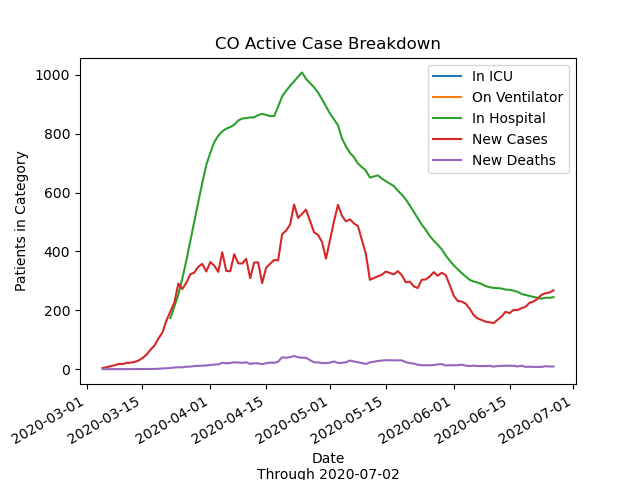 CO Active Case Breakdown
In ICU
On Ventilator
In Hospital
New Cases
New Deaths
Patients in Category
1000
800
600
400
200
0
2020-03-01
2020-03-15
2020-04-01
2020-04-15
2020-05-01
2020-05-15
2020-06-01
2020-06-15
2020-07-01
Date
Through 2020-07-02